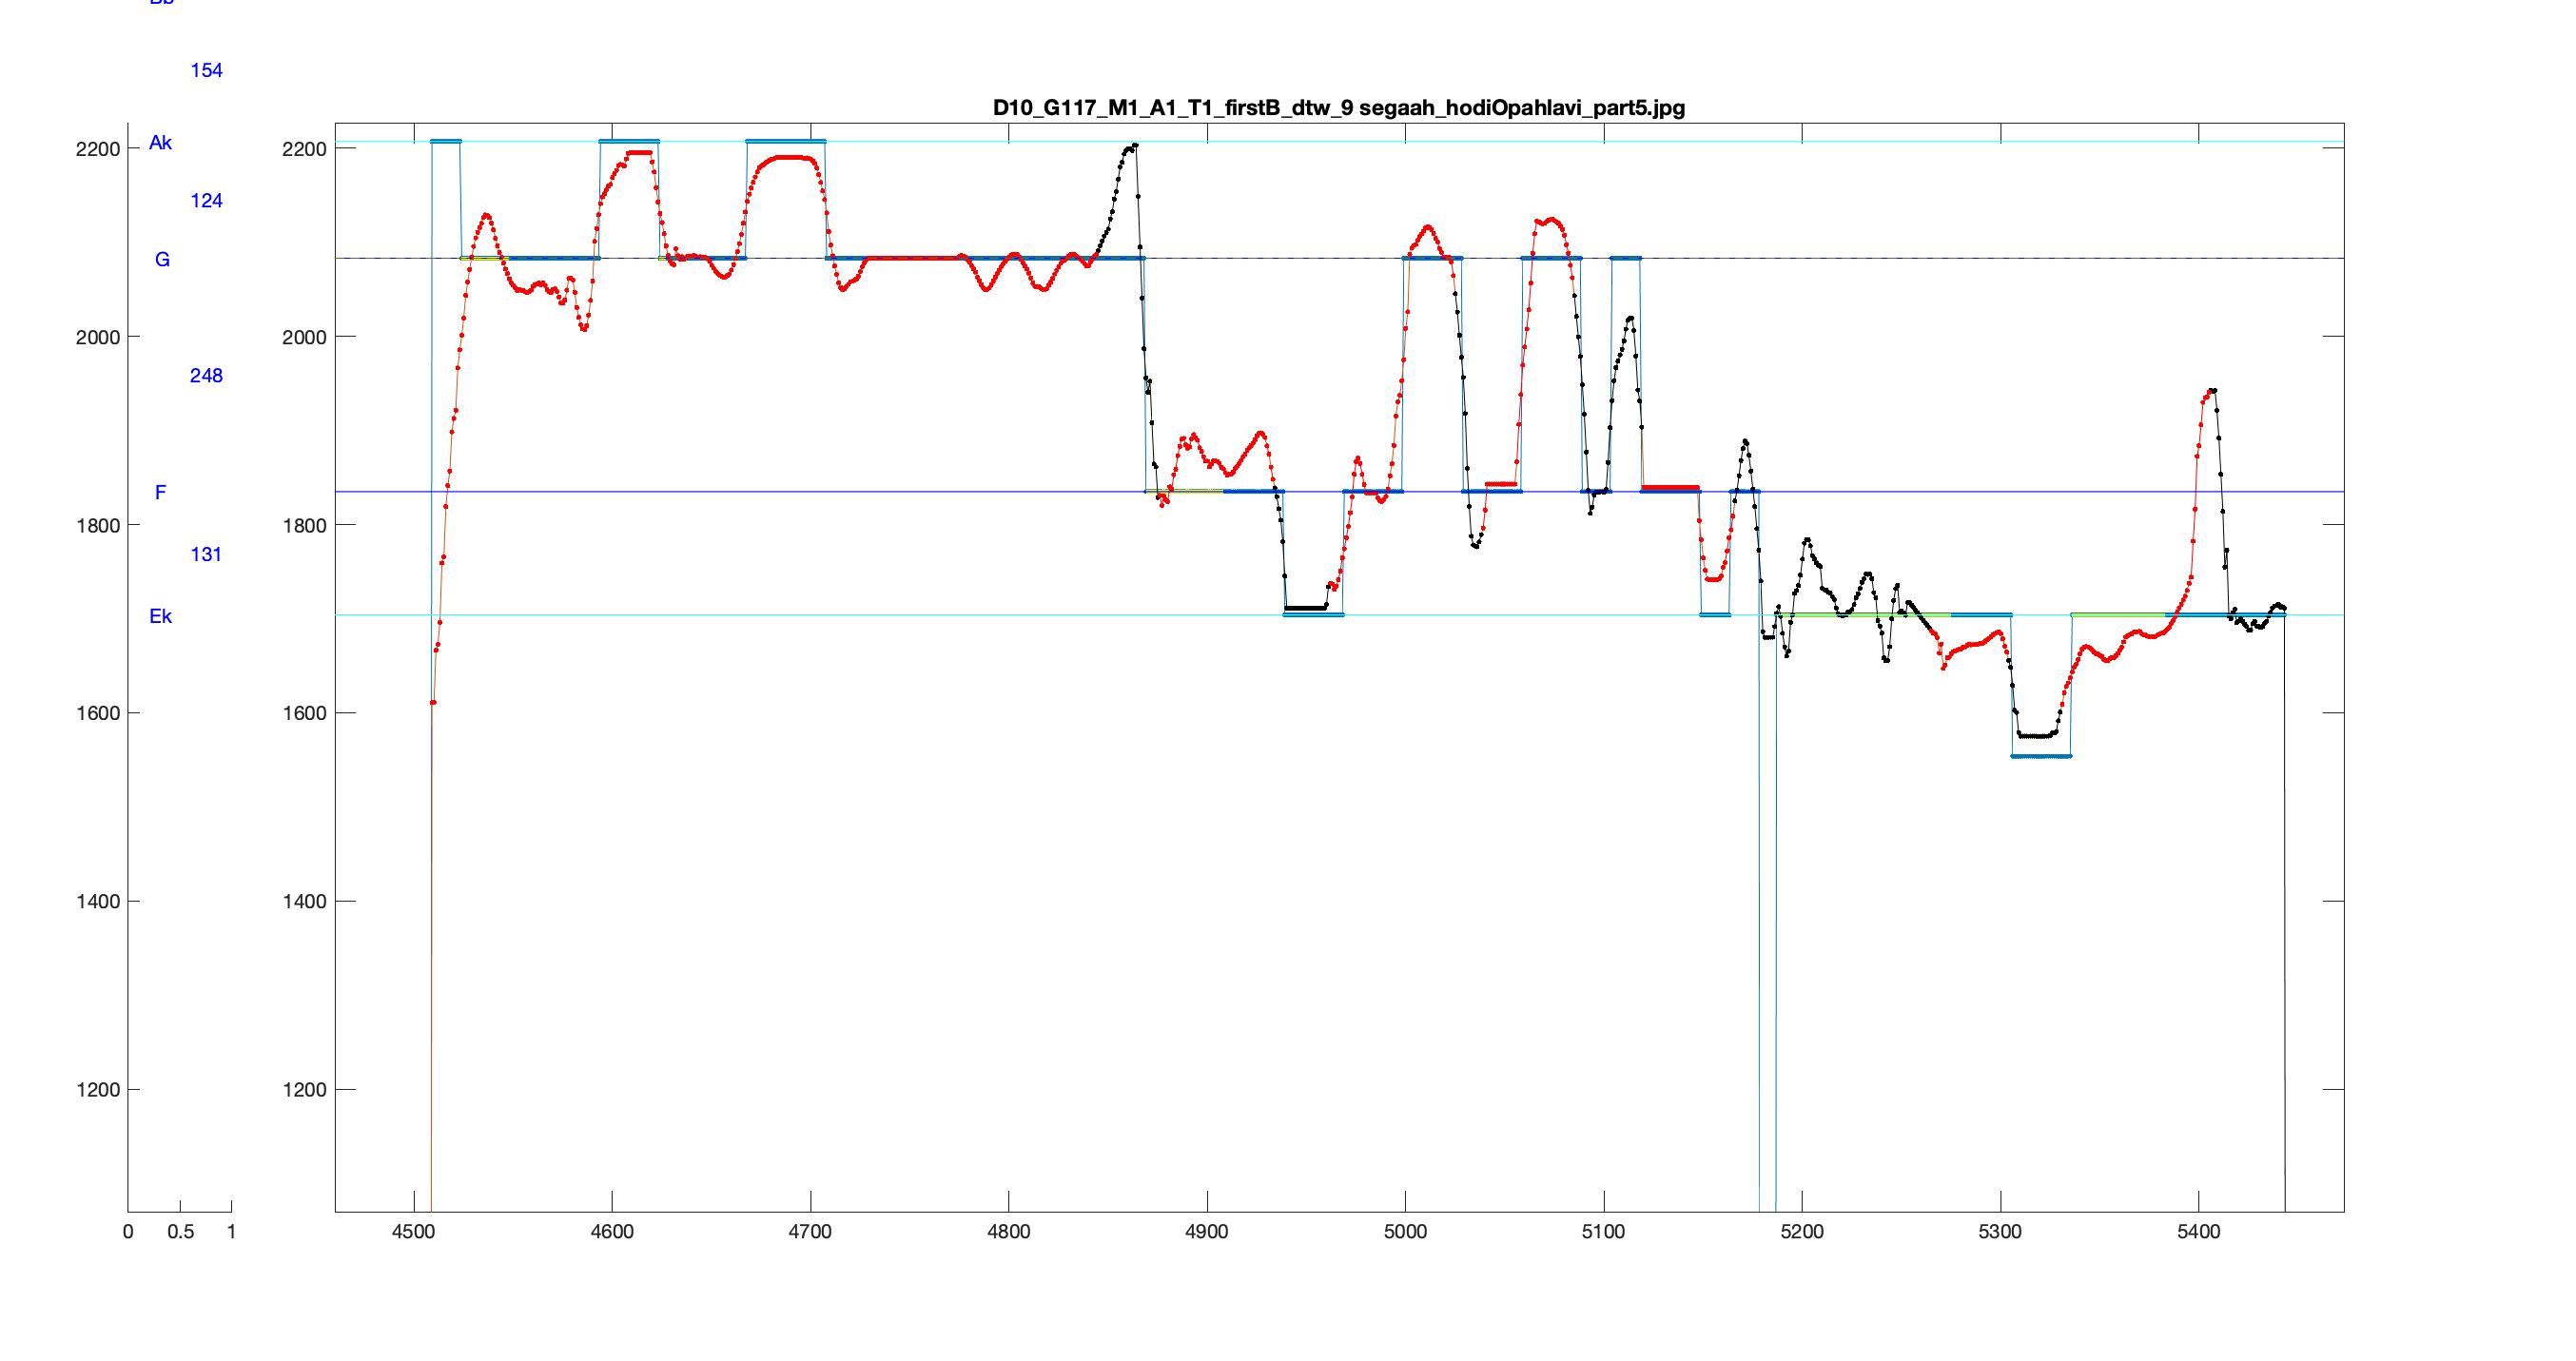 Bb
154
D10_G117_M1_A1_T1_firstB_dtw_9 segaah_hodiOpahlavi_part5.jpg
2200 Ak 2200
124
G
2000 2000
248
F
1800 1800
131
Ek
1600 1600
1400 1400
1200 1200
0 0.5 1 4500 4600 4700 4800 4900 5000 5100 5200 5300 5400